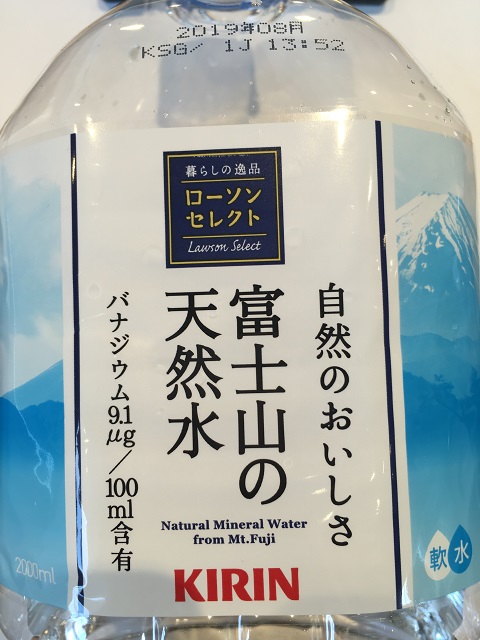 2019年08月
KSG/ 1J 13:52
暮らしの逸品
ローソン
セレクト
Lawson Select
自然のおいしさ
富士山の
天然水
バナジウム9.1μg/100ml含有
Natural Mineral Water
from Mt.Fuji
KIRIN
2000ml
軟水